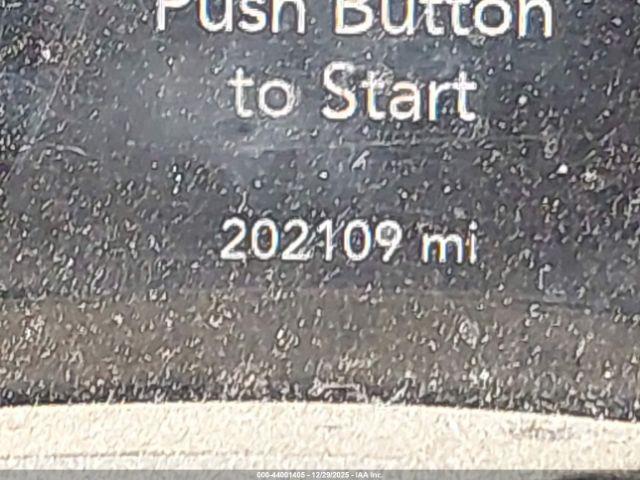 Push Button
to Start
202109 mi
000-44001405 - 12/29/2025 - IAA Inc.